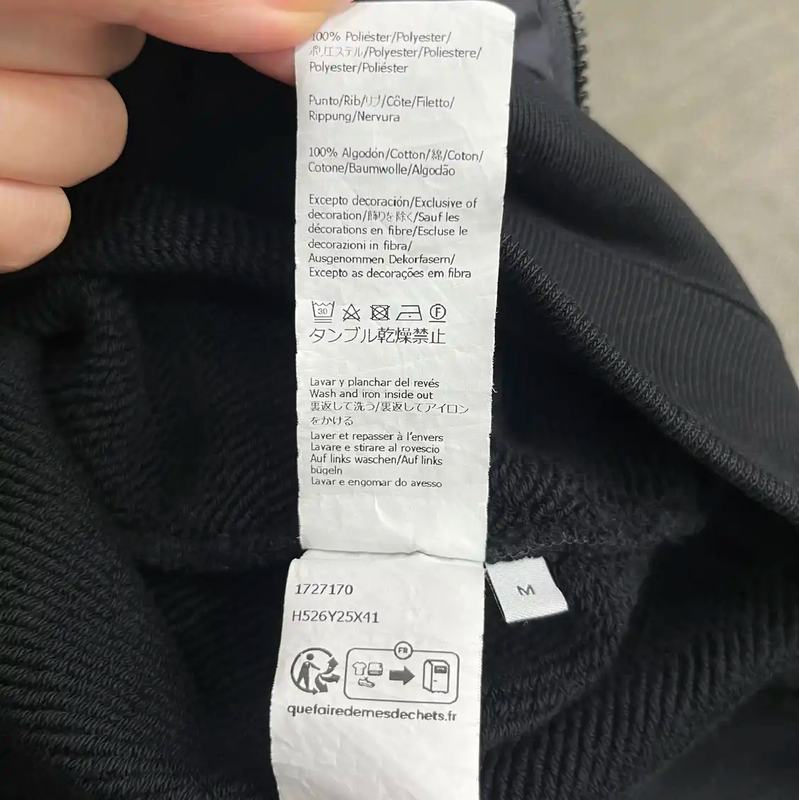 100% Poliéster/Polyester/
ポリエステル/Polyester/Poliestere/
Polyester/Poliéster
Punto/Rib/リブ/Côte/Filetto/
Rippung/Nervura
100% Algodón/Cotton/綿/Coton/
Cotone/Baumwolle/Algodão
Excepto decoración/Exclusive of
decoration/飾りを除く/Sauf les
décorations en fibre/Escluse le
decorazioni in fibra/
Ausgenommen Dekorfasern/
Excepto as decorações em fibra
30 F
タンブル乾燥禁止
Lavar y planchar del revés
Wash and iron inside out
裏返して洗う/裏返してアイロン
をかける
Laver et repasser à l'envers
Lavare e stirare al rovescio
Auf links waschen/Auf links
bügeln
Lavar e engomar do avesso
1727170
M
H526Y25X41
FR
quefairedemesdechets.fr